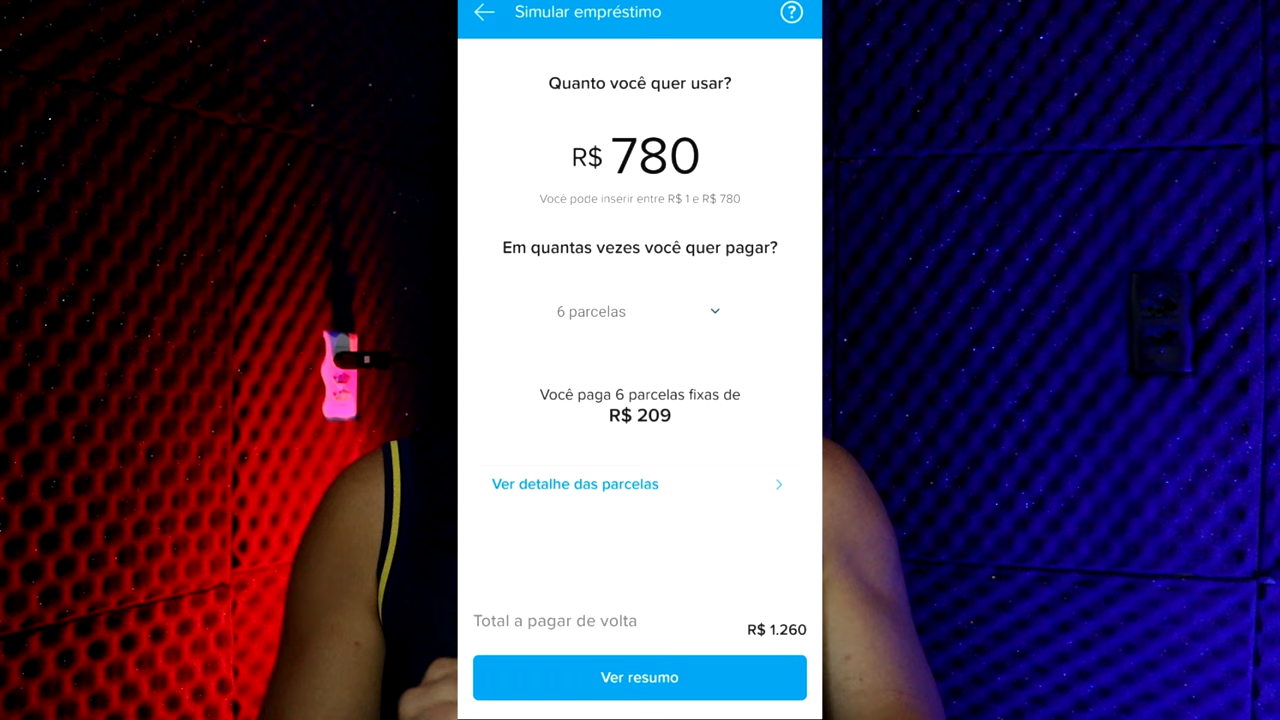 Simular empréstimo
?
Quanto você quer usar?
R$ 780
Você pode inserir entre R$ 1 e R$ 780
Em quantas vezes você quer pagar?
6 parcelas
Você paga 6 parcelas fixas de
R$ 209
Ver detalhe das parcelas
Total a pagar de volta
R$ 1.260
Ver resumo